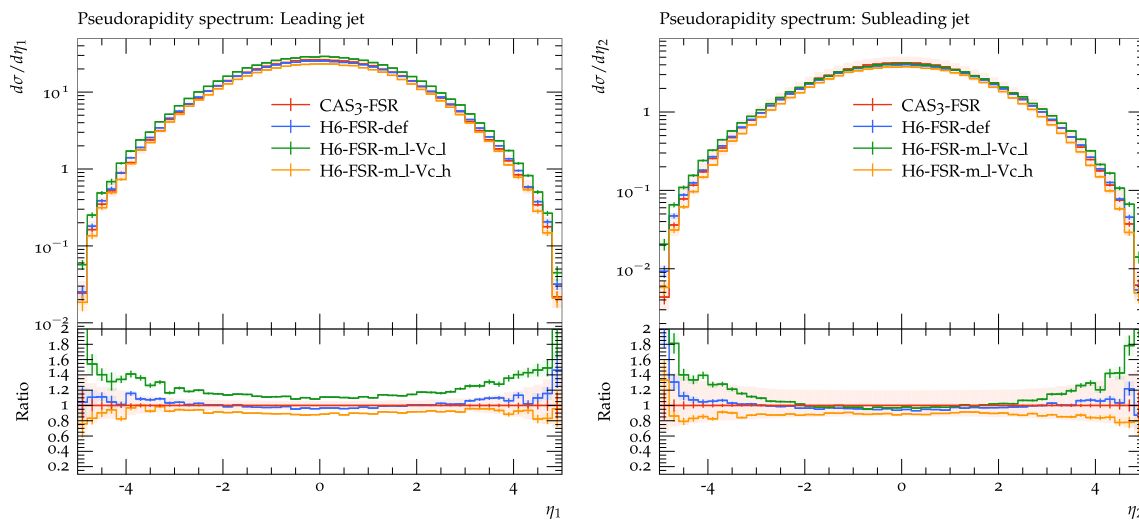 Pseudorapidity spectrum: Leading jet
dσ/dη1
10^1
1
10^−1
10^−2
CAS3-FSR
H6-FSR-def
H6-FSR-m_l-Vc_l
H6-FSR-m_l-Vc_h
2
1.8
1.6
1.4
1.2
1
0.8
0.6
0.4
0.2
Ratio
-4 -2 0 2 4
η1
Pseudorapidity spectrum: Subleading jet
dσ/dη2
1
10^−1
10^−2
CAS3-FSR
H6-FSR-def
H6-FSR-m_l-Vc_l
H6-FSR-m_l-Vc_h
2
1.8
1.6
1.4
1.2
1
0.8
0.6
0.4
0.2
Ratio
-4 -2 0 2 4
η2